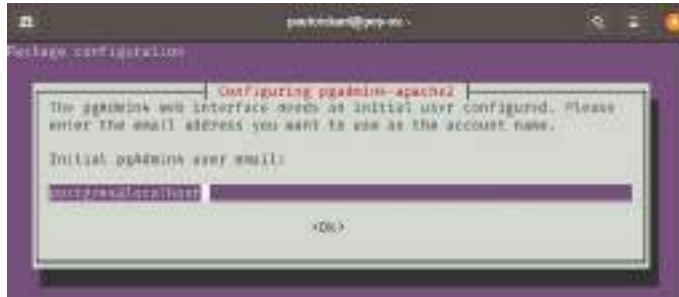 Package configuration
Configuring pgadmin4-apache2
The pgAdmin4 web interface needs an initial user configured. Please
enter the email address you want to use as the account name.
Initial pgAdmin4 user email:
postgres@localhost
<Ok>